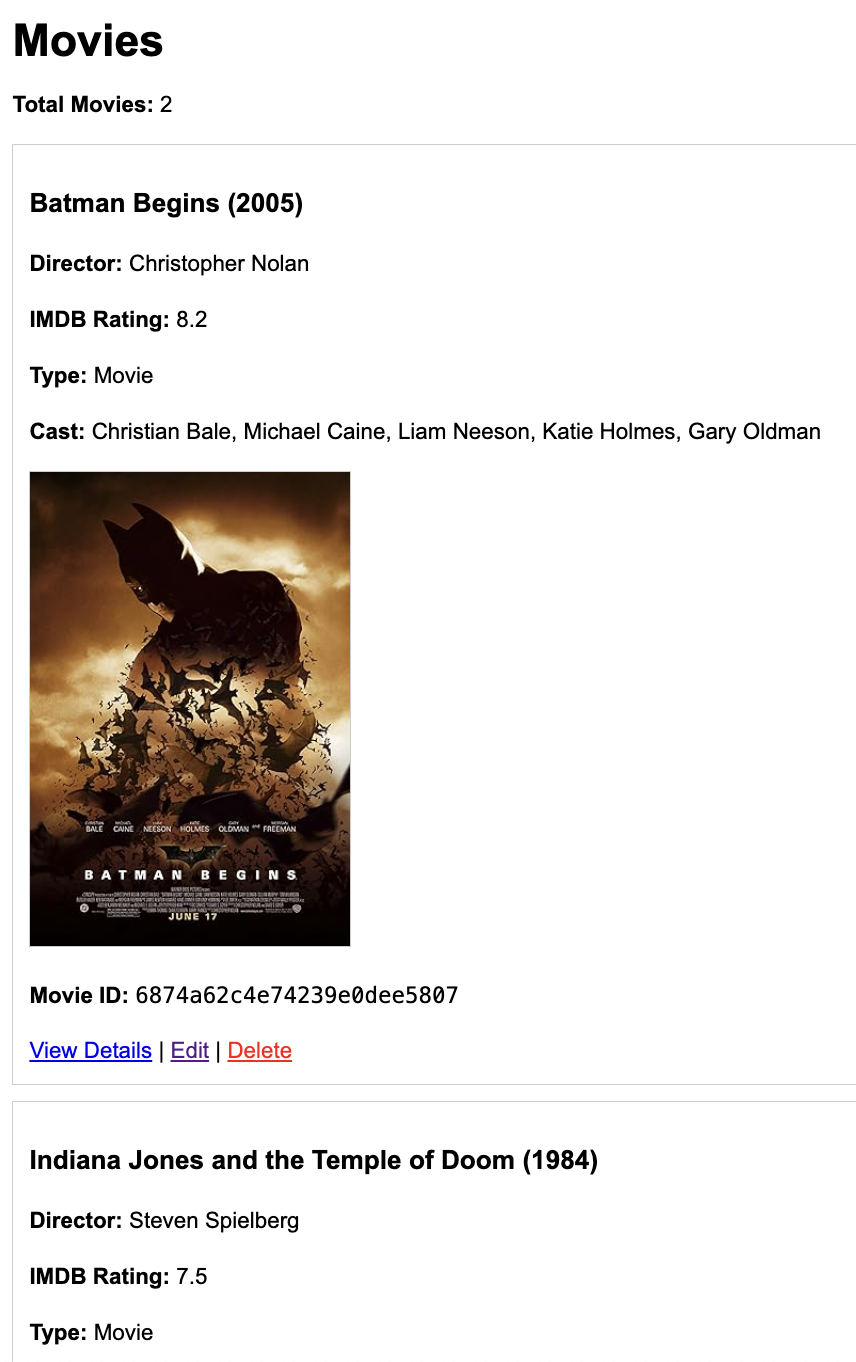 Movies
Total Movies: 2
Batman Begins (2005)
Director: Christopher Nolan
IMDB Rating: 8.2
Type: Movie
Cast: Christian Bale, Michael Caine, Liam Neeson, Katie Holmes, Gary Oldman
CHRISTIAN BALE MICHAEL CAINE LIAM NEESON KATIE HOLMES GARY OLDMAN and MORGAN FREEMAN
BATMAN BEGINS
JUNE 17
Movie ID: 6874a62c4e74239e0dee5807
View Details | Edit | Delete
Indiana Jones and the Temple of Doom (1984)
Director: Steven Spielberg
IMDB Rating: 7.5
Type: Movie